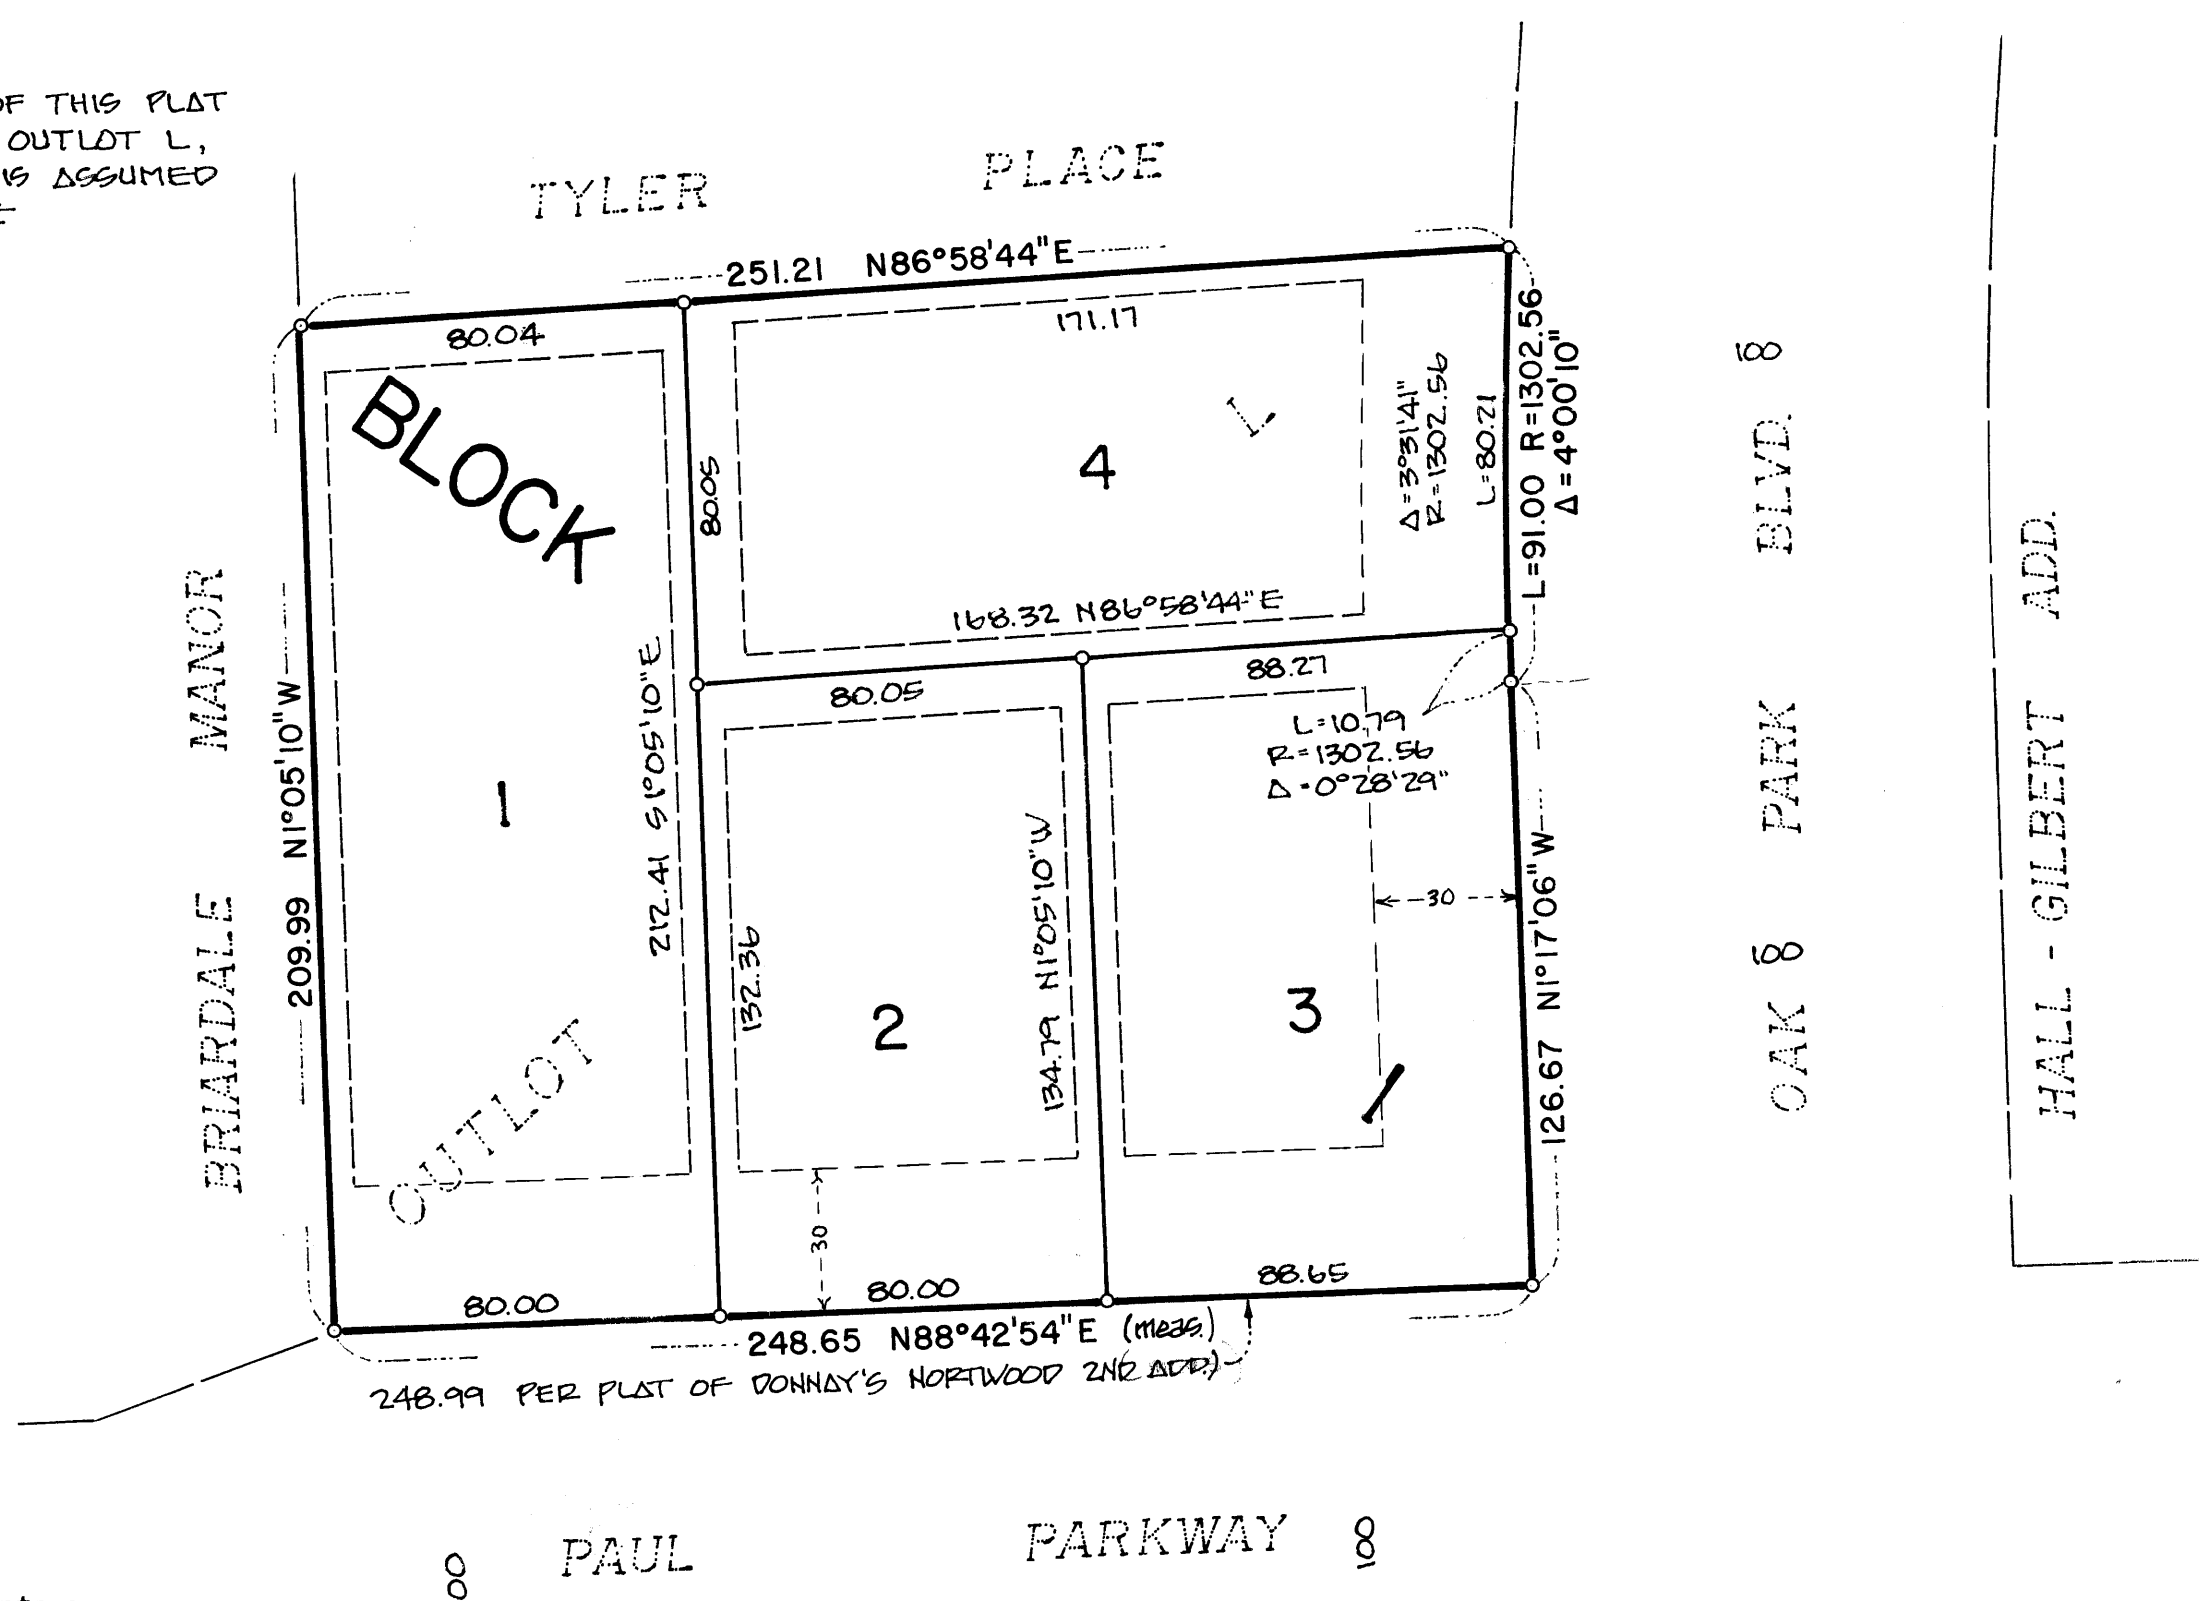 OF THIS PLAT
OUTLOT L,
IS ASSUMED
TYLER PLACE
251.21 N86°58'44"E
80.04
171.17
BLOCK
L
4
80.05
Δ=3°31'41"
R=1302.56
L=80.21
L=91.00 R=1302.56
Δ=4°00'10"
168.32 N86°58'44"E
80.05
88.27
L=10.79
R=1302.56
Δ=0°28'29"
BRIARDALE MANOR
209.99 N1°05'10"W
1
212.41 S1°05'10"E
132.36
2
134.79 N1°05'10"W
3
1
30
126.67 N1°17'06"W
OUTLOT
30
80.00
80.00
88.65
248.65 N88°42'54"E (meas.)
248.99 PER PLAT OF DONNAY'S NORTWOOD 2ND ADD.)
OAK PARK BLVD.
100
100
HALL - GILBERT ADD.
PAUL PARKWAY
100